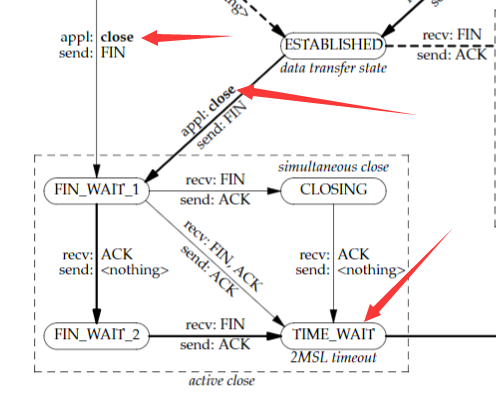 ng>
appl: close
send: FIN
ESTABLISHED
recv: FIN
send: ACK
data transfer state
appl: close
send: FIN
simultaneous close
FIN_WAIT_1
recv: FIN
send: ACK
CLOSING
recv: FIN, ACK
send: ACK
recv: ACK
send: <nothing>
recv: ACK
send: <nothing>
FIN_WAIT_2
recv: FIN
send: ACK
TIME_WAIT
2MSL timeout
active close